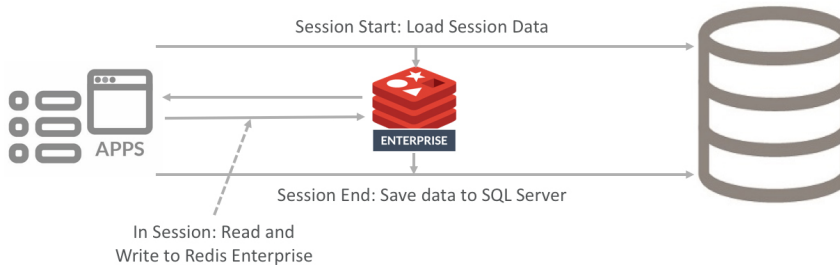 Session Start: Load Session Data
APPS
ENTERPRISE
Session End: Save data to SQL Server
In Session: Read and
Write to Redis Enterprise